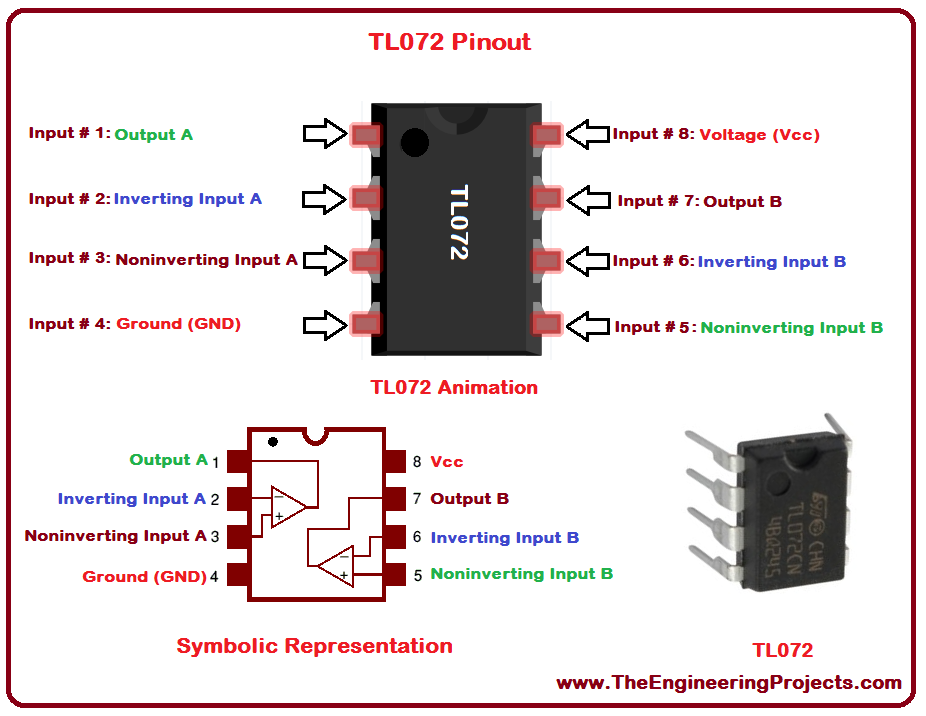 TL072 Pinout
Input # 1: Output A
Input # 8: Voltage (Vcc)
Input # 2: Inverting Input A
Input # 7: Output B
Input # 3: Noninverting Input A
Input # 6: Inverting Input B
Input # 4: Ground (GND)
Input # 5: Noninverting Input B
TL072
TL072 Animation
Output A 1
8 Vcc
Inverting Input A 2
7 Output B
Noninverting Input A 3
6 Inverting Input B
Ground (GND) 4
5 Noninverting Input B
- +
- +
CHN
TL072CN
4BQ245
Symbolic Representation
TL072
www.TheEngineeringProjects.com